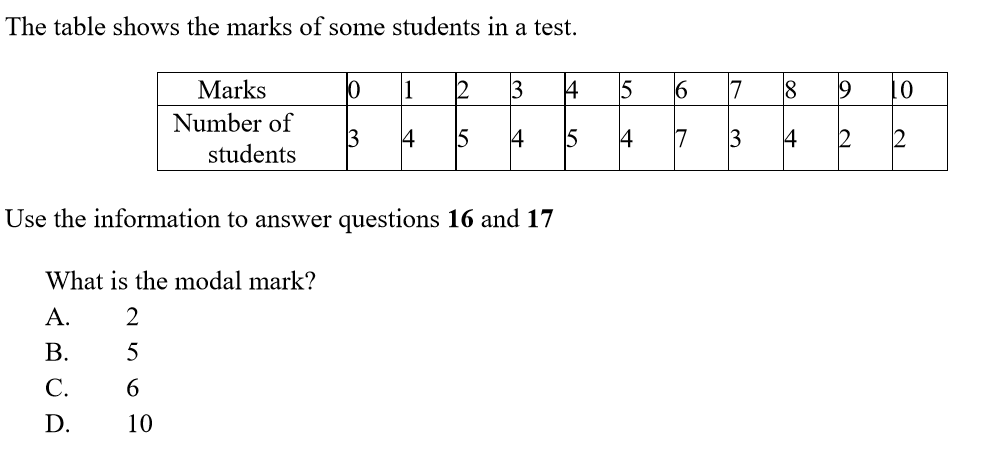 The table shows the marks of some students in a test.
Marks 0 1 2 3 4 5 6 7 8 9 10
Number of
students 3 4 5 4 5 4 7 3 4 2 2
Use the information to answer questions 16 and 17
What is the modal mark?
A. 2
B. 5
C. 6
D. 10